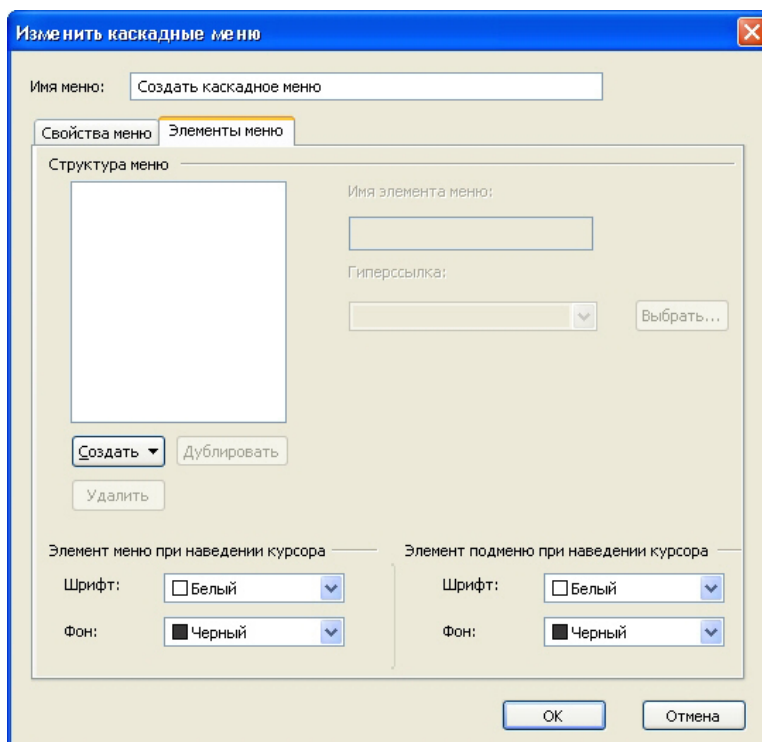 Изменить каскадные меню
Имя меню: Создать каскадное меню
Свойства меню Элементы меню
Структура меню
Имя элемента меню:
Гиперссылка:
Выбрать...
Создать Дублировать
Удалить
Элемент меню при наведении курсора Элемент подменю при наведении курсора
Шрифт: Белый Шрифт: Белый
Фон: Черный Фон: Черный
ОК Отмена